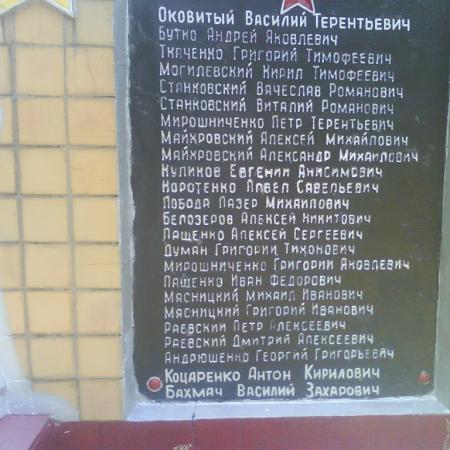 Оковитый Василий Терентьевич
Бутко Андрей Яковлевич
Ткаченко Григорий Тимофеевич
Могилевский Кирил Тимофеевич
Станковский Вячеслав Романович
Станковский Виталий Романович
Мирошниченко Петр Терентьевич
Майхровский Алексей Михайлович
Майхровский Александр Михайлович
Куликов Евгений Анисимович
Коротенко Павел Савельевич
Лобода Лазер Михайлович
Белозеров Алексей Никитович
Пащенко Алексей Сергеевич
Думан Григорий Тихонович
Мирошниченко Григорий Яковлевич
Пащенко Иван Федорович
Мясницкий Михаил Иванович
Мясницкий Григорий Иванович
Раевский Петр Алексеевич
Раевский Дмитрий Алексеевич
Андрюшенко Георгий Григорьевич
Коцаренко Антон Кирилович
Бахмач Василий Захарович